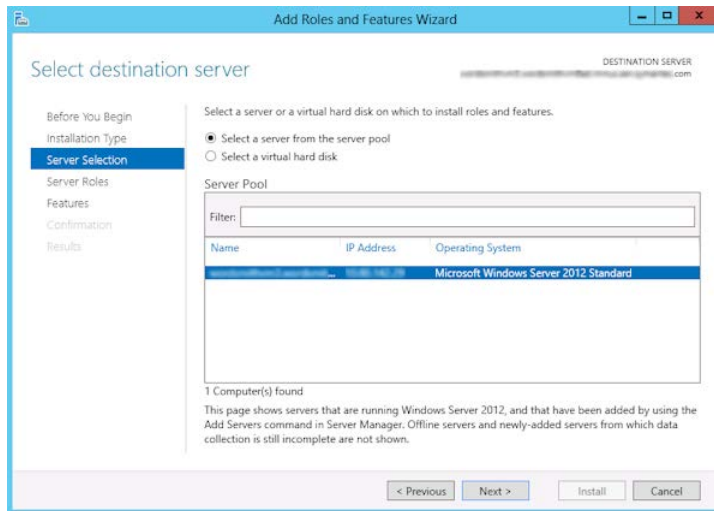 Add Roles and Features Wizard
Select destination server
DESTINATION SERVER
.com
Before You Begin
Installation Type
Server Selection
Server Roles
Features
Confirmation
Results
Select a server or a virtual hard disk on which to install roles and features.
Select a server from the server pool
Select a virtual hard disk
Server Pool
Filter:
Name IP Address Operating System
... Microsoft Windows Server 2012 Standard
1 Computer(s) found
This page shows servers that are running Windows Server 2012, and that have been added by using the
Add Servers command in Server Manager. Offline servers and newly-added servers from which data
collection is still incomplete are not shown.
< Previous Next > Install Cancel